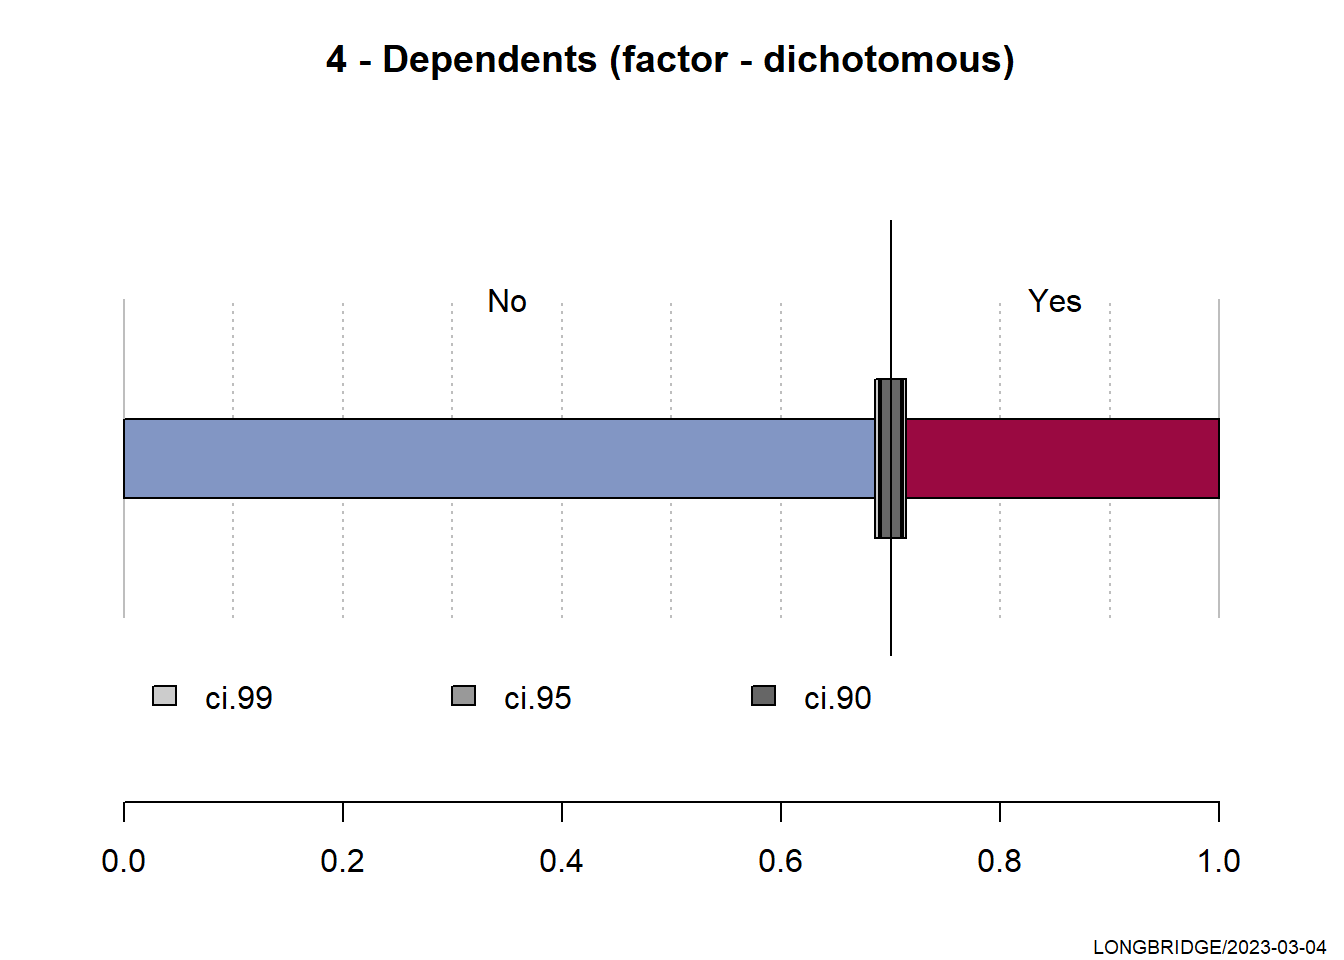 4 - Dependents (factor - dichotomous)
No Yes
ci.99 ci.95 ci.90
0.0 0.2 0.4 0.6 0.8 1.0
LONGBRIDGE/2023-03-04